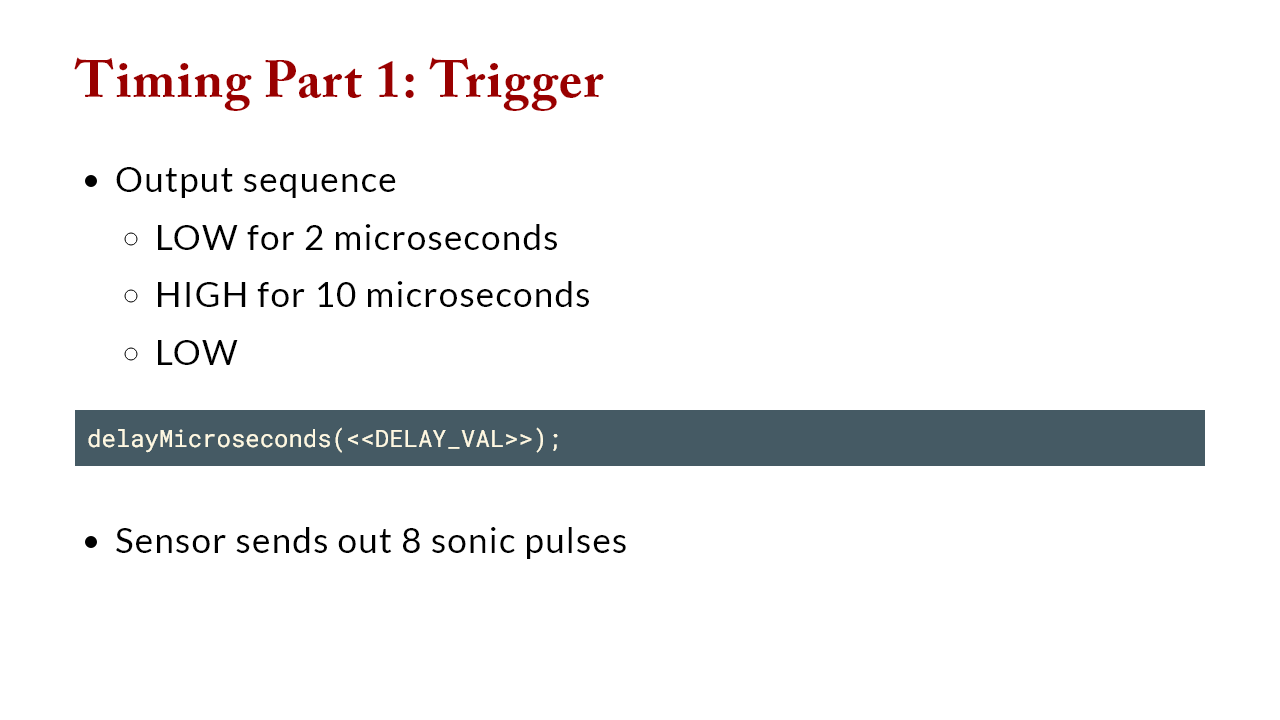 Timing Part 1: Trigger
Output sequence
LOW for 2 microseconds
HIGH for 10 microseconds
LOW
delayMicroseconds(<<DELAY_VAL>>);
Sensor sends out 8 sonic pulses